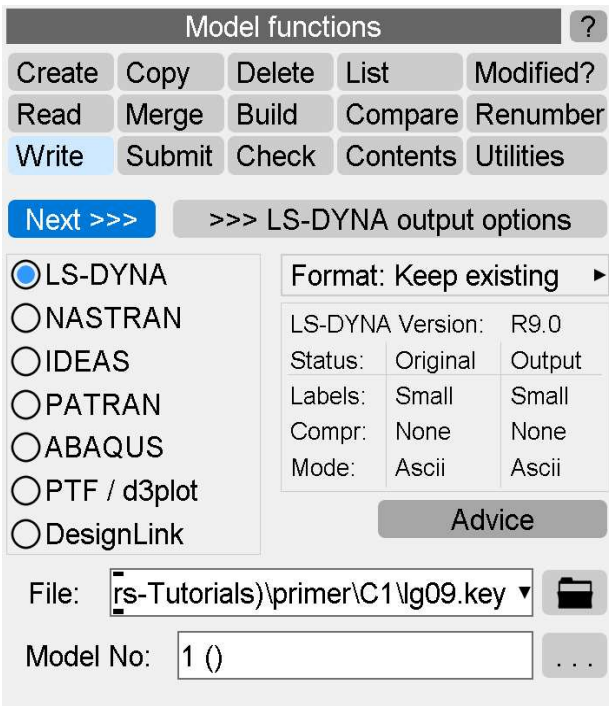 Model functions ?
Create Copy Delete List Modified?
Read Merge Build Compare Renumber
Write Submit Check Contents Utilities
Next >>> >>> LS-DYNA output options
LS-DYNA
NASTRAN
IDEAS
PATRAN
ABAQUS
PTF / d3plot
DesignLink
Format: Keep existing
LS-DYNA Version: R9.0
Status: Original Output
Labels: Small Small
Compr: None None
Mode: Ascii Ascii
Advice
File: rs-Tutorials)\primer\C1\lg09.key
Model No: 1 () ...